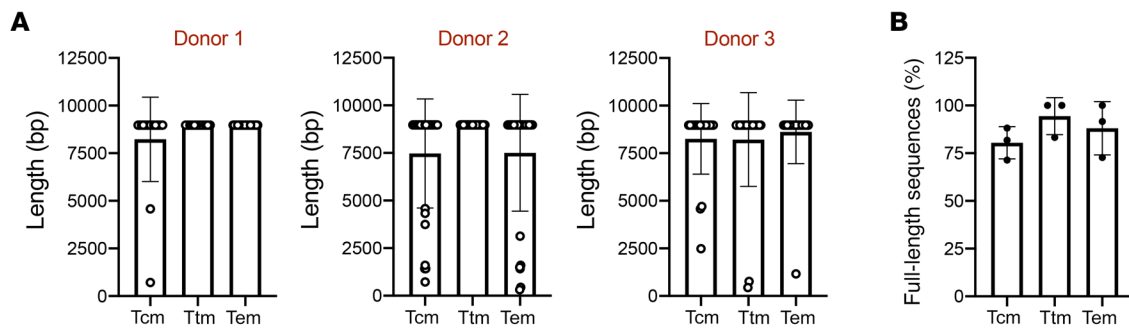 A
B
Donor 1
Donor 2
Donor 3
Length (bp)
12500
10000
7500
5000
2500
0
Tcm Ttm Tem
Length (bp)
12500
10000
7500
5000
2500
0
Tcm Ttm Tem
Length (bp)
12500
10000
7500
5000
2500
0
Tcm Ttm Tem
Full-length sequences (%)
125
100
75
50
25
0
Tcm Ttm Tem